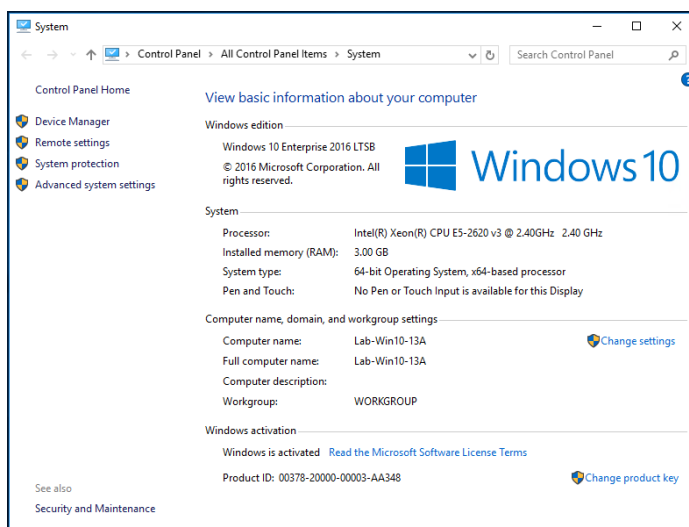 System
Control Panel > All Control Panel Items > System
Search Control Panel
Control Panel Home
Device Manager
Remote settings
System protection
Advanced system settings
View basic information about your computer
Windows edition
Windows 10 Enterprise 2016 LTSB
© 2016 Microsoft Corporation. All
rights reserved.
Windows 10
System
Processor: Intel(R) Xeon(R) CPU E5-2620 v3 @ 2.40GHz 2.40 GHz
Installed memory (RAM): 3.00 GB
System type: 64-bit Operating System, x64-based processor
Pen and Touch: No Pen or Touch Input is available for this Display
Computer name, domain, and workgroup settings
Computer name: Lab-Win10-13A
Change settings
Full computer name: Lab-Win10-13A
Computer description:
Workgroup: WORKGROUP
Windows activation
Windows is activated Read the Microsoft Software License Terms
Product ID: 00378-20000-00003-AA348
Change product key
See also
Security and Maintenance